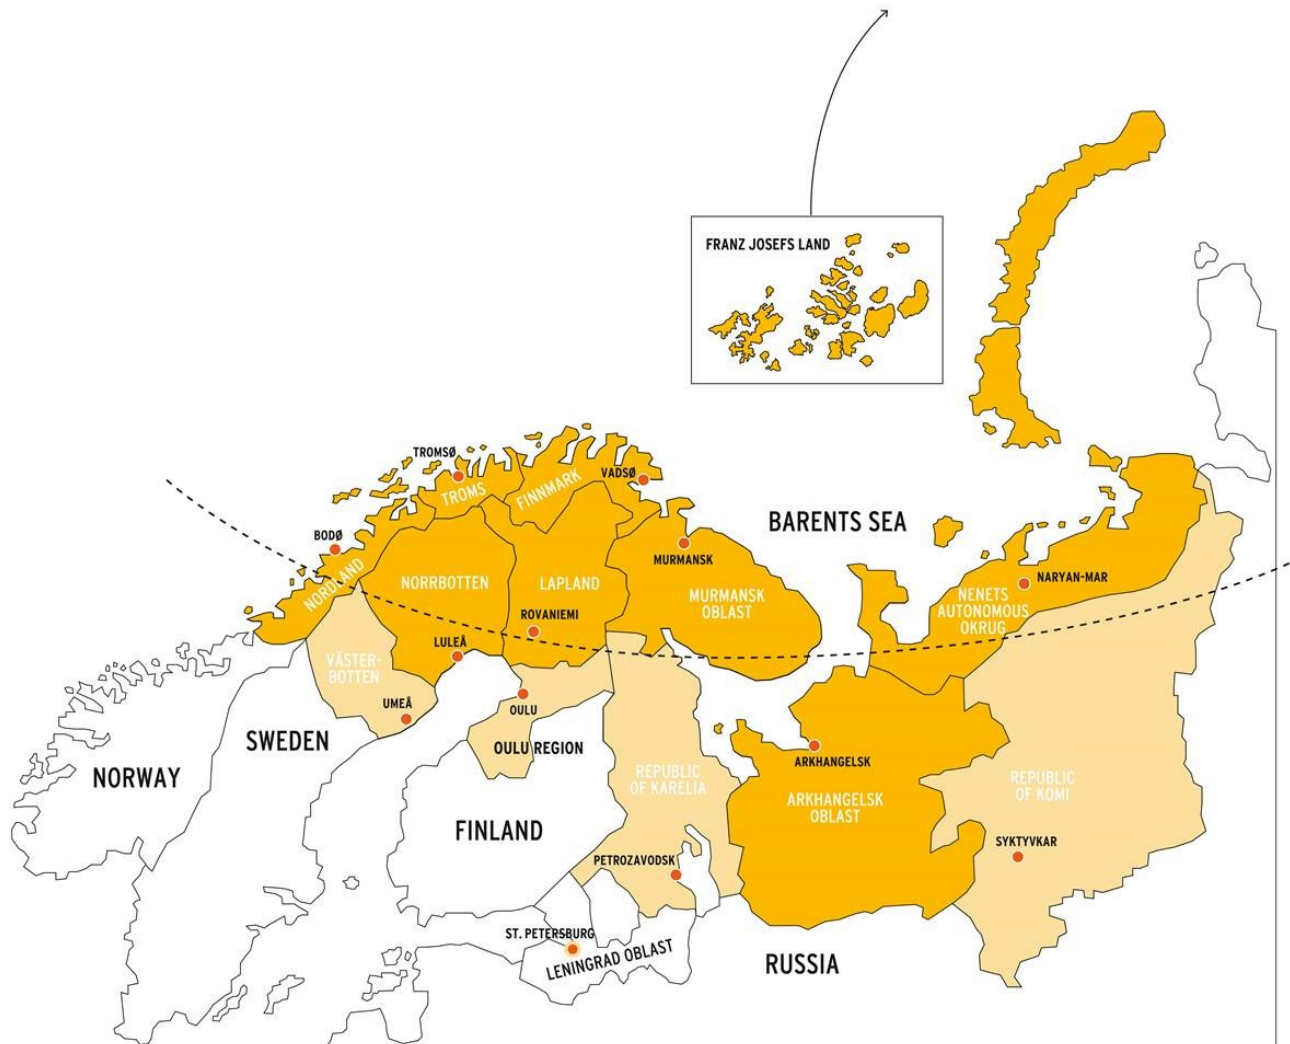 FRANZ JOSEFS LAND
TROMSØ
TROMS
FINNMARK
VADSØ
BARENTS SEA
BODØ
NORDLAND
NORRBOTTEN
LAPLAND
MURMANSK
MURMANSK
OBLAST
NARYAN-MAR
NENETS
AUTONOMOUS
OKRUG
ROVANIEMI
LULEÅ
VÄSTER-
BOTTEN
UMEÅ
OULU
OULU REGION
SWEDEN
NORWAY
FINLAND
REPUBLIC
OF KARELIA
ARKHANGELSK
ARKHANGELSK
OBLAST
REPUBLIC
OF KOMI
SYKTYVKAR
PETROZAVODSK
ST. PETERSBURG
LENINGRAD OBLAST
RUSSIA